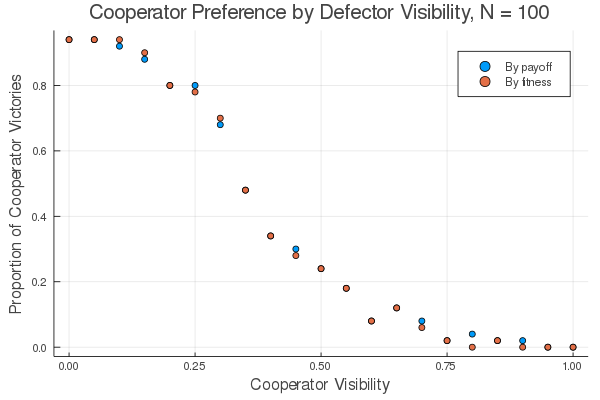 Cooperator Preference by Defector Visibility, N = 100
By payoff
By fitness
Proportion of Cooperator Victories
0.8
0.6
0.4
0.2
0.0
0.00 0.25 0.50 0.75 1.00
Cooperator Visibility